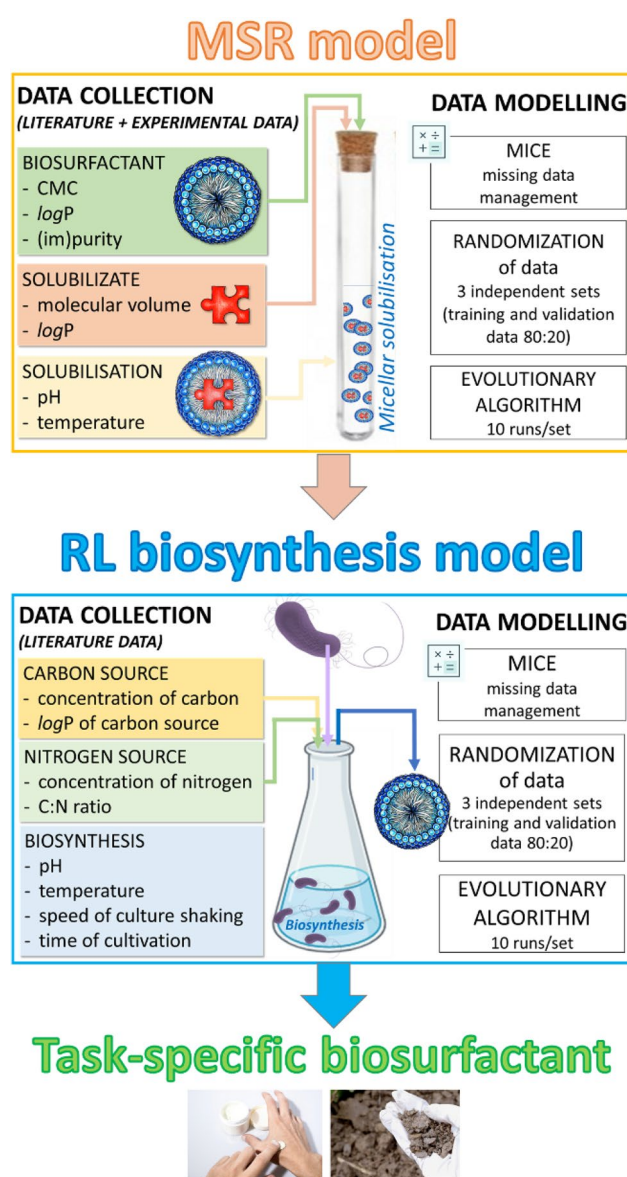 MSR model
DATA COLLECTION
(LITERATURE + EXPERIMENTAL DATA)
BIOSURFACTANT
- CMC
- logP
- (im)purity
SOLUBILIZATE
- molecular volume
- logP
SOLUBILISATION
- pH
- temperature
Micellar solubilisation
DATA MODELLING
× ÷
+ =
MICE
missing data
management
RANDOMIZATION
of data
3 independent sets
(training and validation
data 80:20)
EVOLUTIONARY
ALGORITHM
10 runs/set
RL biosynthesis model
DATA COLLECTION
(LITERATURE DATA)
CARBON SOURCE
- concentration of carbon
- logP of carbon source
NITROGEN SOURCE
- concentration of nitrogen
- C:N ratio
BIOSYNTHESIS
- pH
- temperature
- speed of culture shaking
- time of cultivation
Biosynthesis
DATA MODELLING
× ÷
+ =
MICE
missing data
management
RANDOMIZATION
of data
3 independent sets
(training and validation
data 80:20)
EVOLUTIONARY
ALGORITHM
10 runs/set
Task-specific biosurfactant